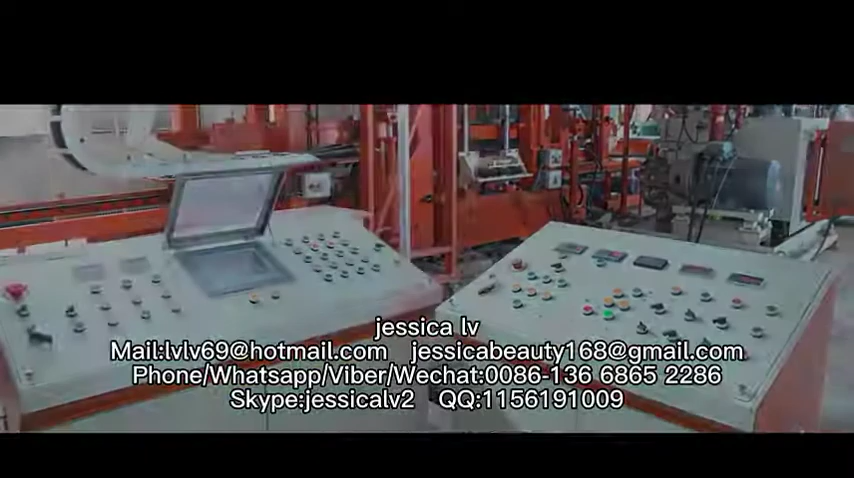 jessica lv
Mail:lvlv69@hotmail.com jessicabeauty168@gmail.com
Phone/Whatsapp/Viber/Wechat:0086-136 6865 2286
Skype:jessicalv2 QQ:1156191009